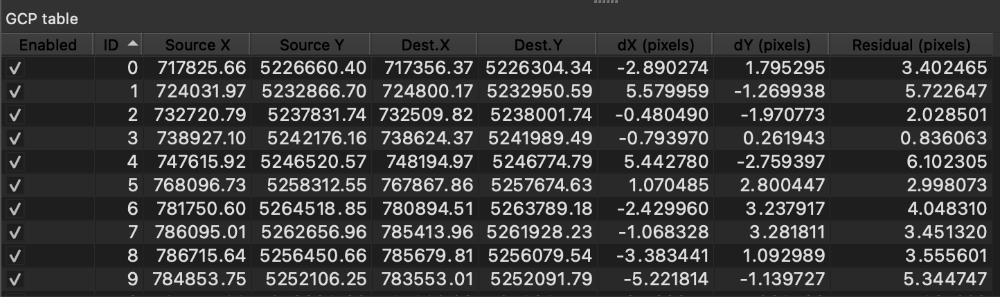 GCP table
Enabled ID Source X Source Y Dest.X Dest.Y dX (pixels) dY (pixels) Residual (pixels)
0 717825.66 5226660.40 717356.37 5226304.34 -2.890274 1.795295 3.402465
1 724031.97 5232866.70 724800.17 5232950.59 5.579959 -1.269938 5.722647
2 732720.79 5237831.74 732509.82 5238001.74 -0.480490 -1.970773 2.028501
3 738927.10 5242176.16 738624.37 5241989.49 -0.793970 0.261943 0.836063
4 747615.92 5246520.57 748194.97 5246774.79 5.442780 -2.759397 6.102305
5 768096.73 5258312.55 767867.86 5257674.63 1.070485 2.800447 2.998073
6 781750.60 5264518.85 780894.51 5263789.18 -2.429960 3.237917 4.048310
7 786095.01 5262656.96 785413.96 5261928.23 -1.068328 3.281811 3.451320
8 786715.64 5256450.66 785679.81 5256079.54 -3.383441 1.092989 3.555601
9 784853.75 5252106.25 783553.01 5252091.79 -5.221814 -1.139727 5.344747